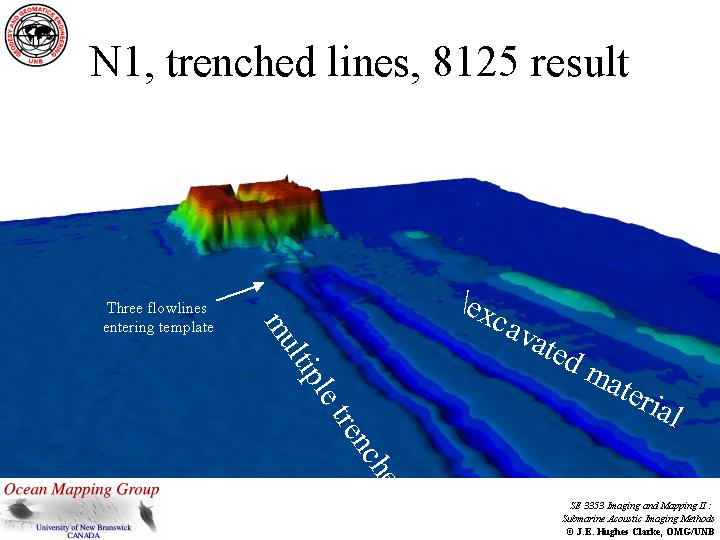 GEODESY AND GEOMATICS ENGINEERING
UNB
N1, trenched lines, 8125 result
Three flowlines
entering template
multiple trenche
\excavated material
Ocean Mapping Group
University of New Brunswick
CANADA
SE 3353 Imaging and Mapping II :
Submarine Acoustic Imaging Methods
© J.E. Hughes Clarke, OMG/UNB